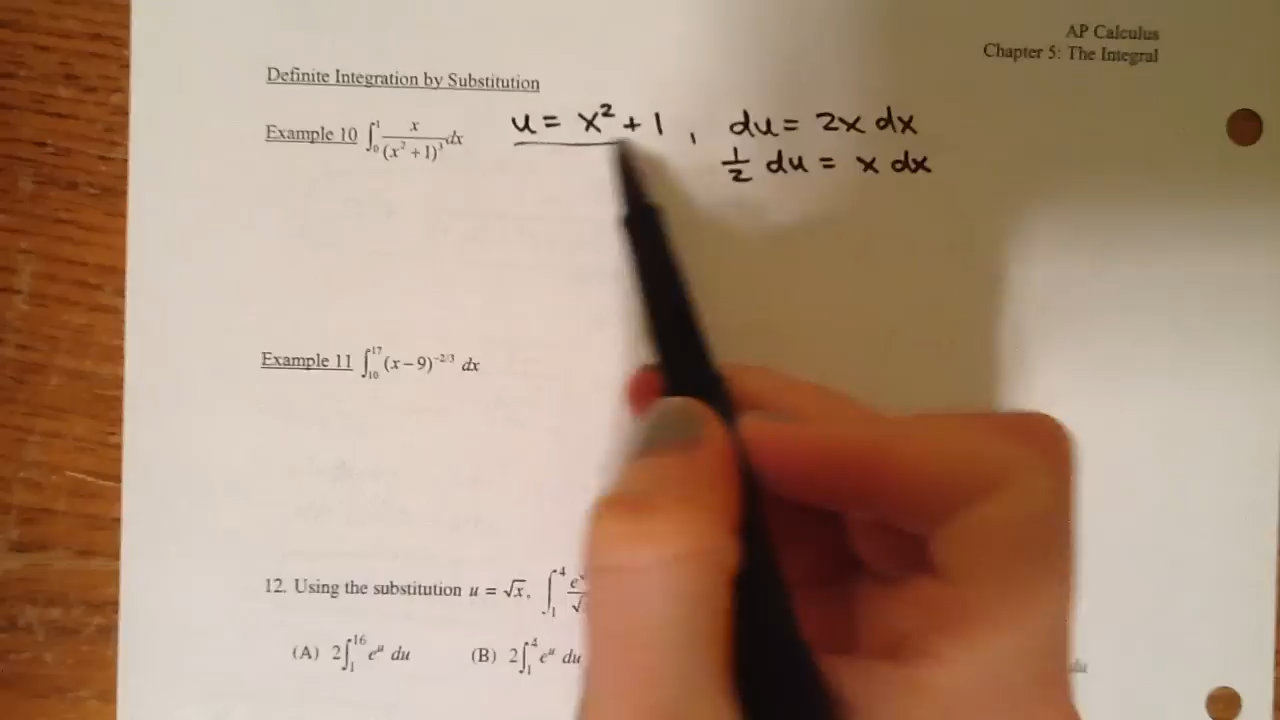 AP Calculus
Chapter 5: The Integral
Definite Integration by Substitution
Example 10 ∫₀¹ x/(x² + 1)³ dx
u = x² + 1 , du = 2x dx
½ du = x dx
Example 11 ∫₁₀¹⁷ (x − 9)^(−2/3) dx
12. Using the substitution u = √x, ∫₁⁴ e
(A) 2∫₁¹⁶ eᵘ du (B) 2∫₁⁴ eᵘ du du